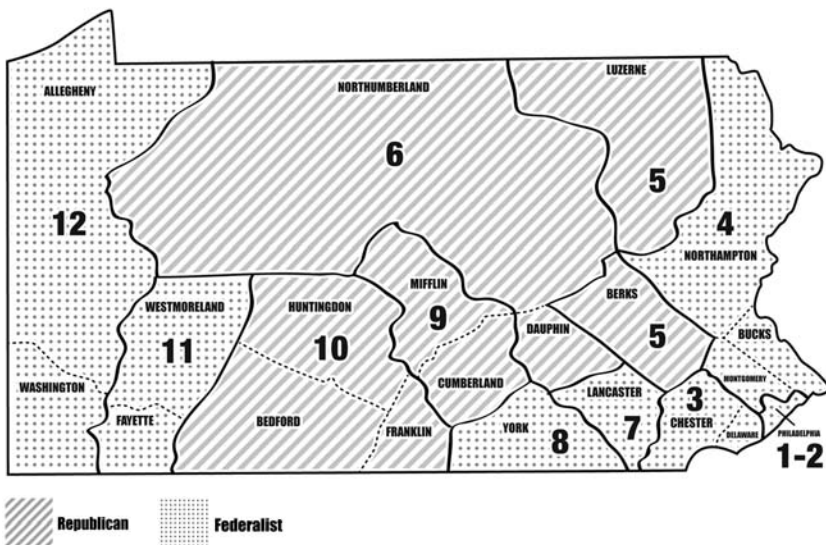 ALLEGHENY
NORTHUMBERLAND
LUZERNE
6
5
12
4
NORTHAMPTON
MIFFLIN
BERKS
WESTMORELAND
HUNTINGDON
9
DAUPHIN
BUCKS
11
10
5
WASHINGTON
CUMBERLAND
LANCASTER
3
MUNTGOMERY
FAYETTE
BEDFORD
FRANKLIN
YORK
8
7
CHESTER
DELAWARE
PHILADELPHIA
1-2
Republican
Federalist